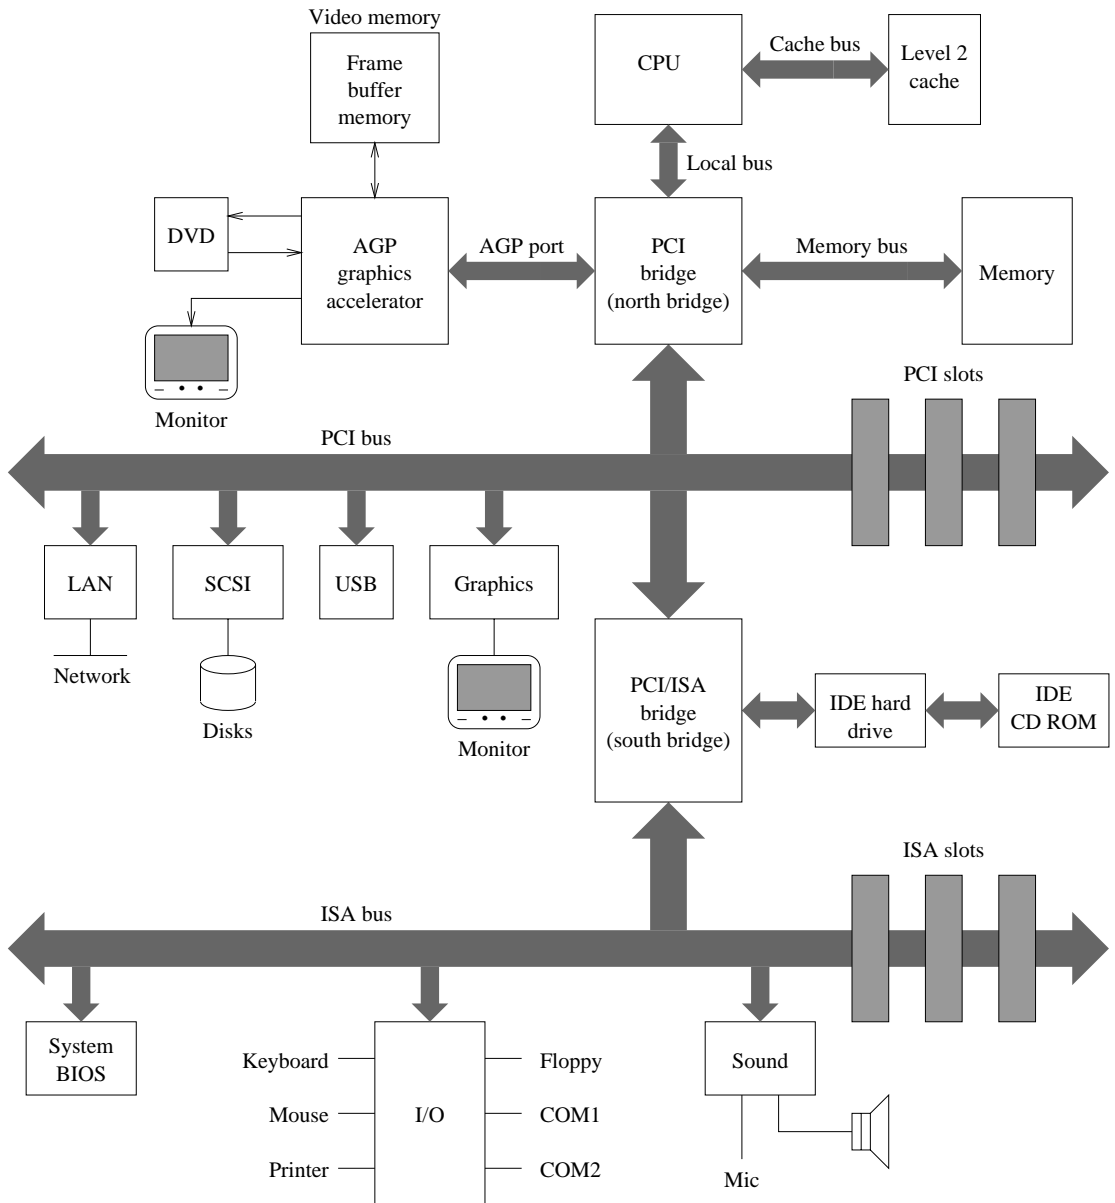 Video memory
Frame
buffer
memory
CPU
Cache bus
Level 2
cache
Local bus
DVD
AGP
graphics
accelerator
AGP port
PCI
bridge
(north bridge)
Memory bus
Memory
Monitor
PCI slots
PCI bus
LAN
SCSI
USB
Graphics
Network
Disks
Monitor
PCI/ISA
bridge
(south bridge)
IDE hard
drive
IDE
CD ROM
ISA slots
ISA bus
System
BIOS
Keyboard
Mouse
Printer
I/O
Floppy
COM1
COM2
Sound
Mic